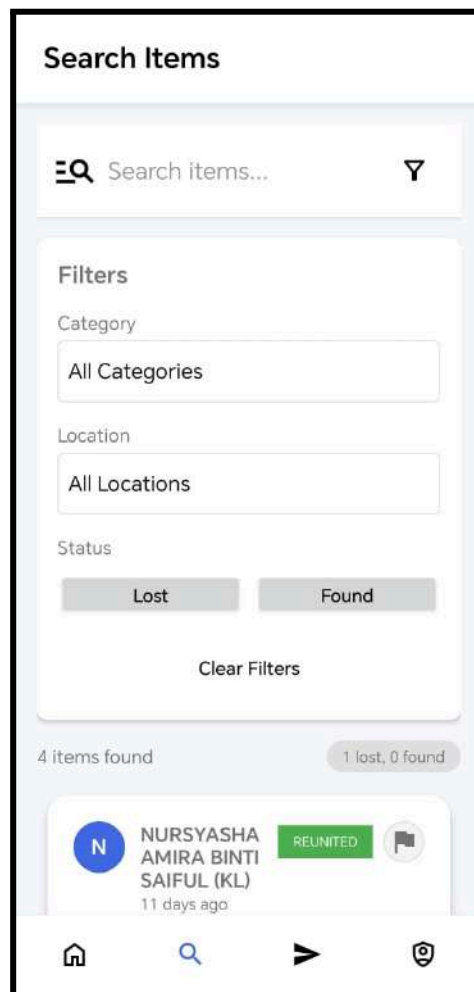 Search Items
Search items...
Filters
Category
All Categories
Location
All Locations
Status
Lost Found
Clear Filters
4 items found 1 lost, 0 found
N
NURSYASHA
AMIRA BINTI
SAIFUL (KL)
REUNITED
11 days ago